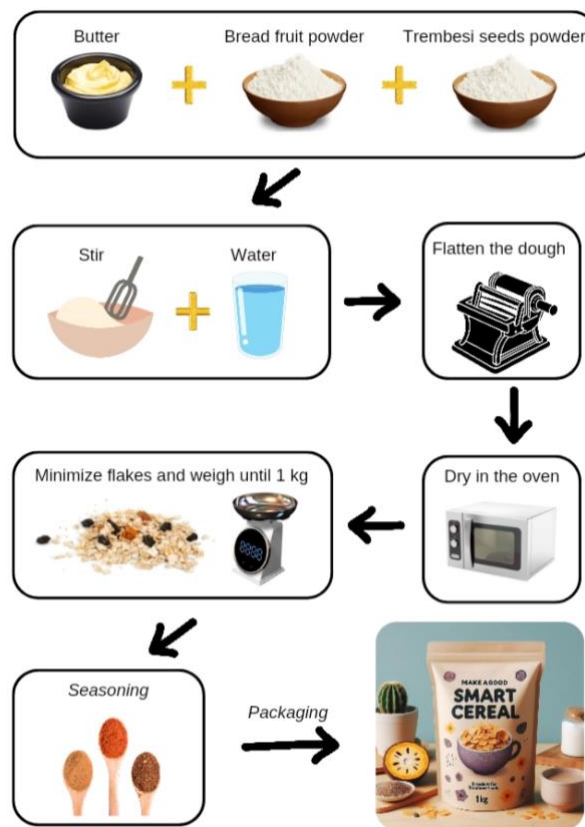 Butter
Bread fruit powder
Trembesi seeds powder
Stir
Water
Flatten the dough
Minimize flakes and weigh until 1 kg
Dry in the oven
Seasoning
Packaging
MAKE A GOOD
SMART
CEREAL
1kg